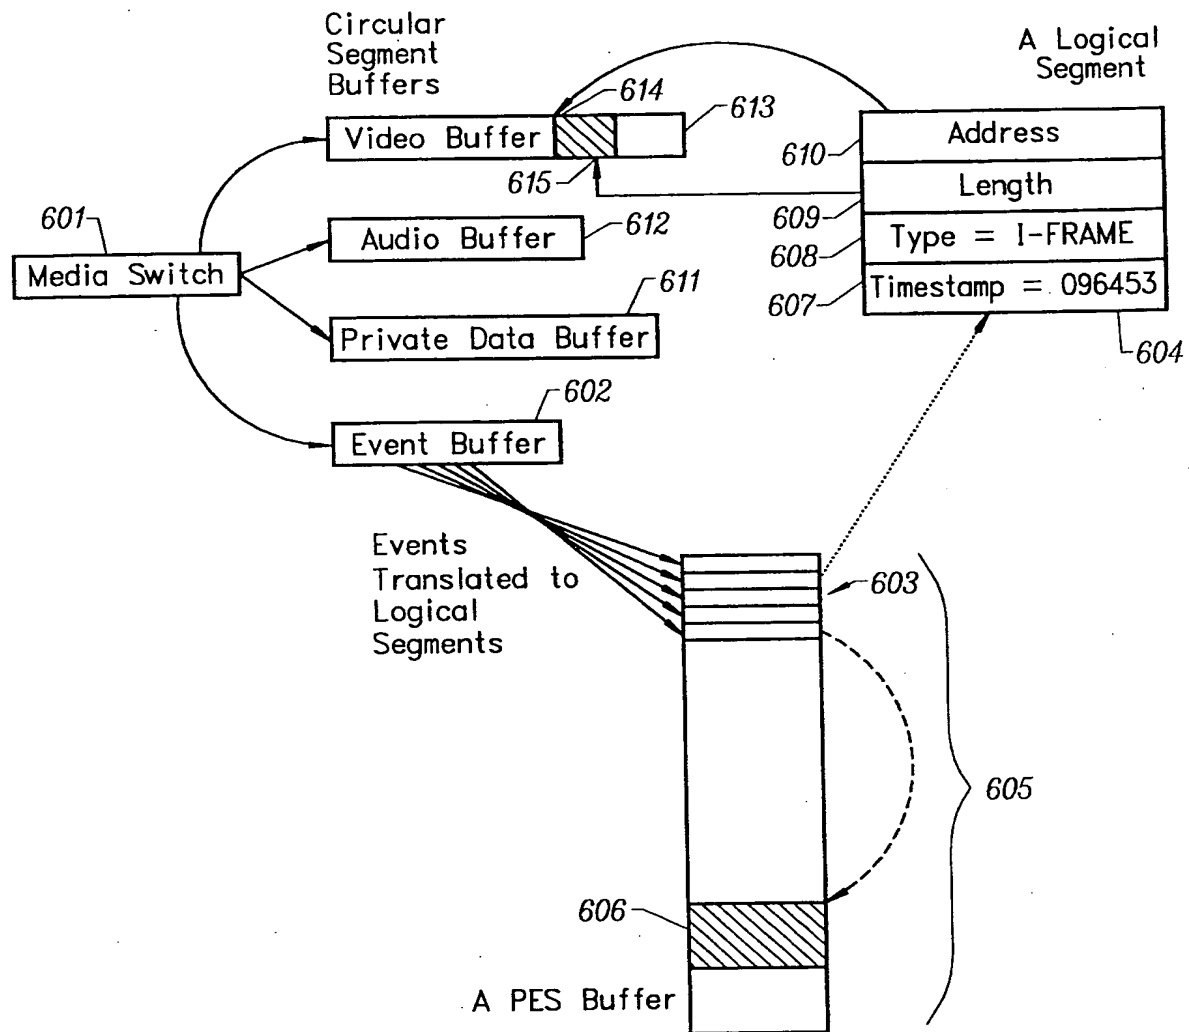 Circular
Segment
Buffers
A Logical
Segment
614
613
Video Buffer
615
610
Address
609
Length
608
Type = I-FRAME
607
Timestamp = 096453
604
601
Media Switch
612
Audio Buffer
611
Private Data Buffer
602
Event Buffer
Events
Translated to
Logical
Segments
603
605
606
A PES Buffer